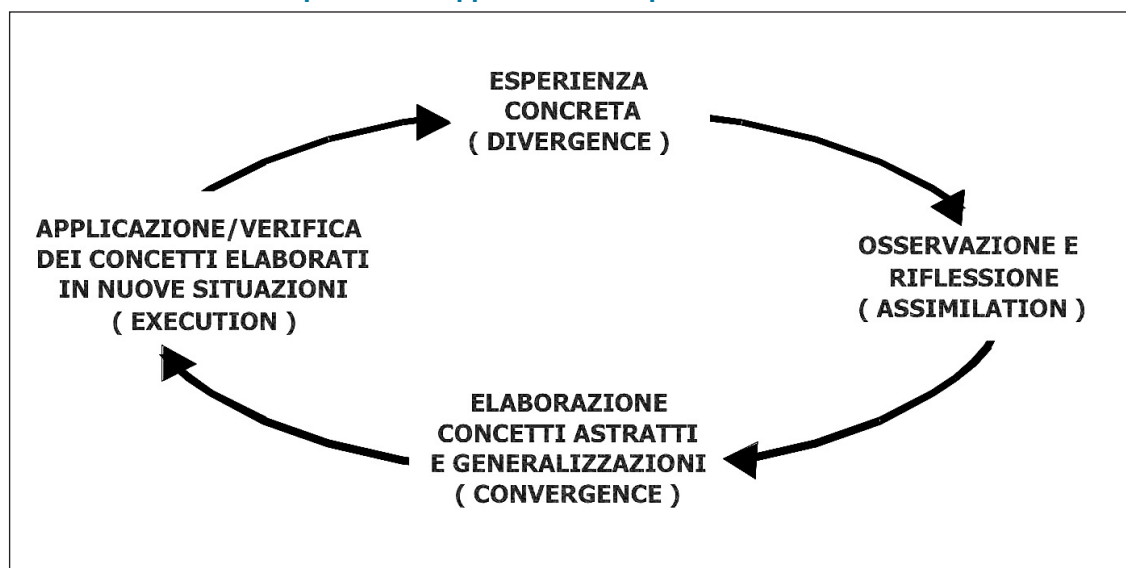 ESPERIENZA
CONCRETA
( DIVERGENCE )
OSSERVAZIONE E
RIFLESSIONE
( ASSIMILATION )
ELABORAZIONE
CONCETTI ASTRATTI
E GENERALIZZAZIONI
( CONVERGENCE )
APPLICAZIONE/VERIFICA
DEI CONCETTI ELABORATI
IN NUOVE SITUAZIONI
( EXECUTION )